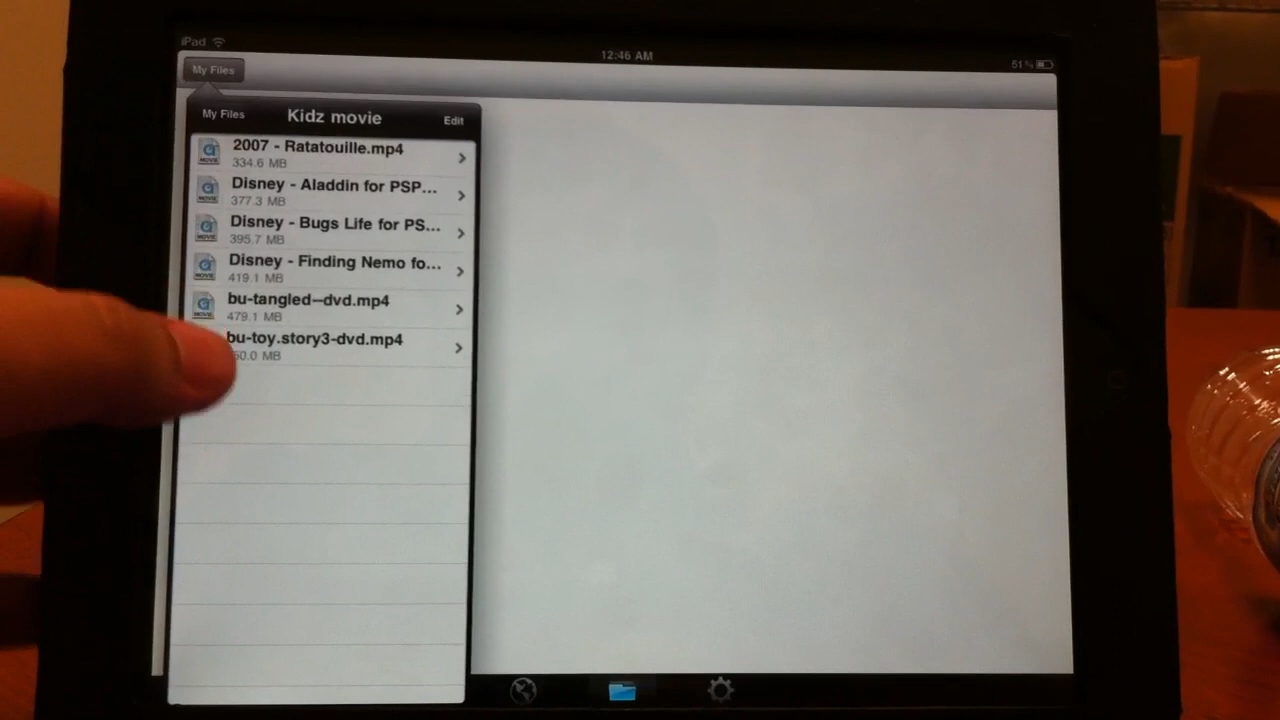 iPad
12:46 AM
51%
My Files
My Files
Kidz movie
Edit
2007 - Ratatouille.mp4
334.6 MB
Disney - Aladdin for PSP...
377.3 MB
Disney - Bugs Life for PS...
395.7 MB
Disney - Finding Nemo fo...
419.1 MB
bu-tangled--dvd.mp4
479.1 MB
bu-toy.story3-dvd.mp4
MB
MOVIE
MOVIE
MOVIE
MOVIE
MOVIE